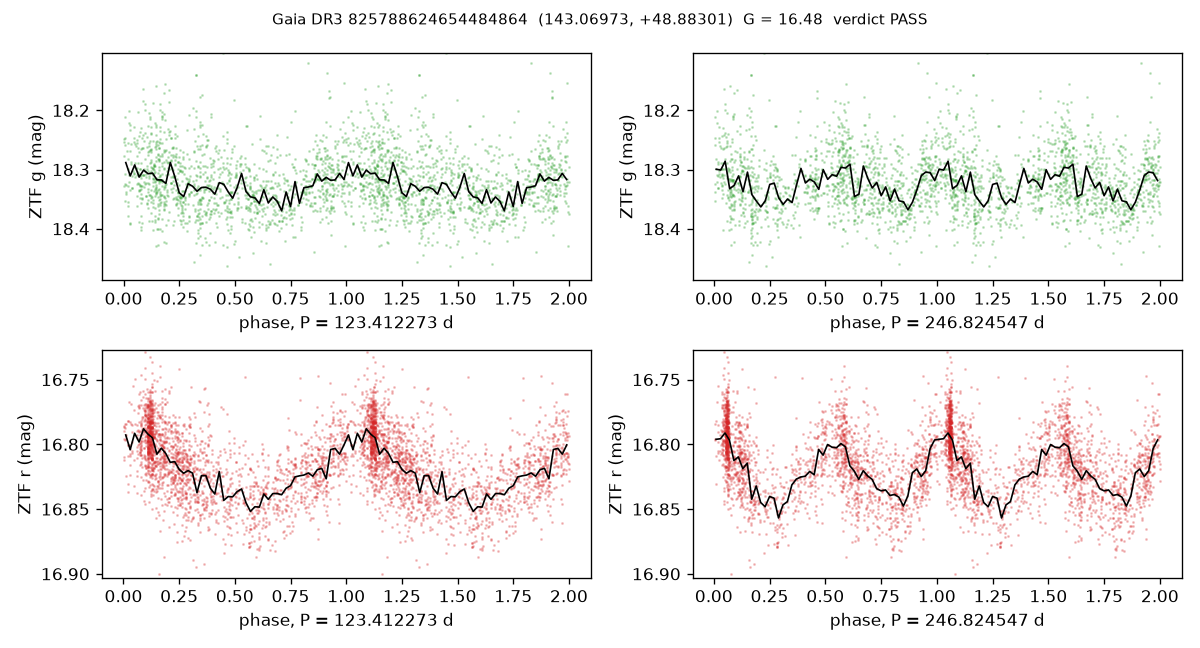 Gaia DR3 825788624654484864 (143.06973, +48.88301) G = 16.48 verdict PASS
ZTF g (mag)
18.2
18.3
18.4
0.00 0.25 0.50 0.75 1.00 1.25 1.50 1.75 2.00
phase, P = 123.412273 d
ZTF g (mag)
18.2
18.3
18.4
0.00 0.25 0.50 0.75 1.00 1.25 1.50 1.75 2.00
phase, P = 246.824547 d
ZTF r (mag)
16.75
16.80
16.85
16.90
0.00 0.25 0.50 0.75 1.00 1.25 1.50 1.75 2.00
phase, P = 123.412273 d
ZTF r (mag)
16.75
16.80
16.85
16.90
0.00 0.25 0.50 0.75 1.00 1.25 1.50 1.75 2.00
phase, P = 246.824547 d